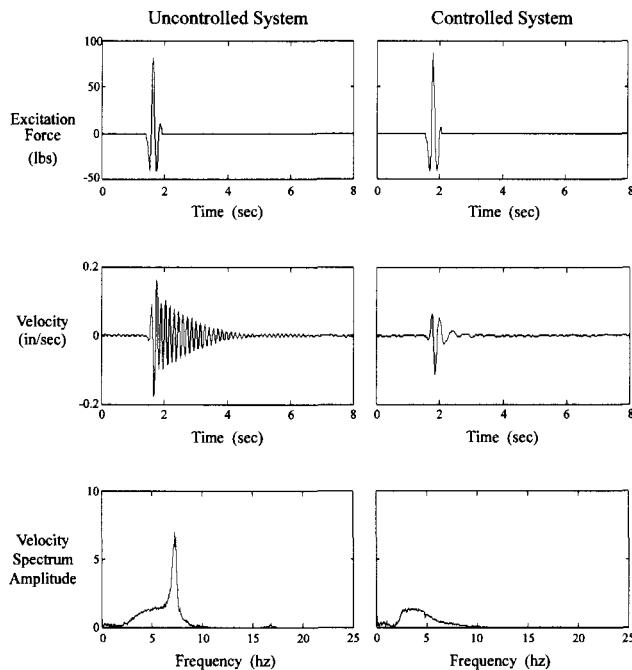 Uncontrolled System
Controlled System
Excitation
Force
(lbs)
100
50
0
-50
0 2 4 6 8
Time (sec)
0 2 4 6 8
Time (sec)
Velocity
(in/sec)
0.2
0
-0.2
0 2 4 6 8
Time (sec)
0 2 4 6 8
Time (sec)
Velocity
Spectrum
Amplitude
10
5
0
0 5 10 15 20 25
Frequency (hz)
0 5 10 15 20 25
Frequency (hz)